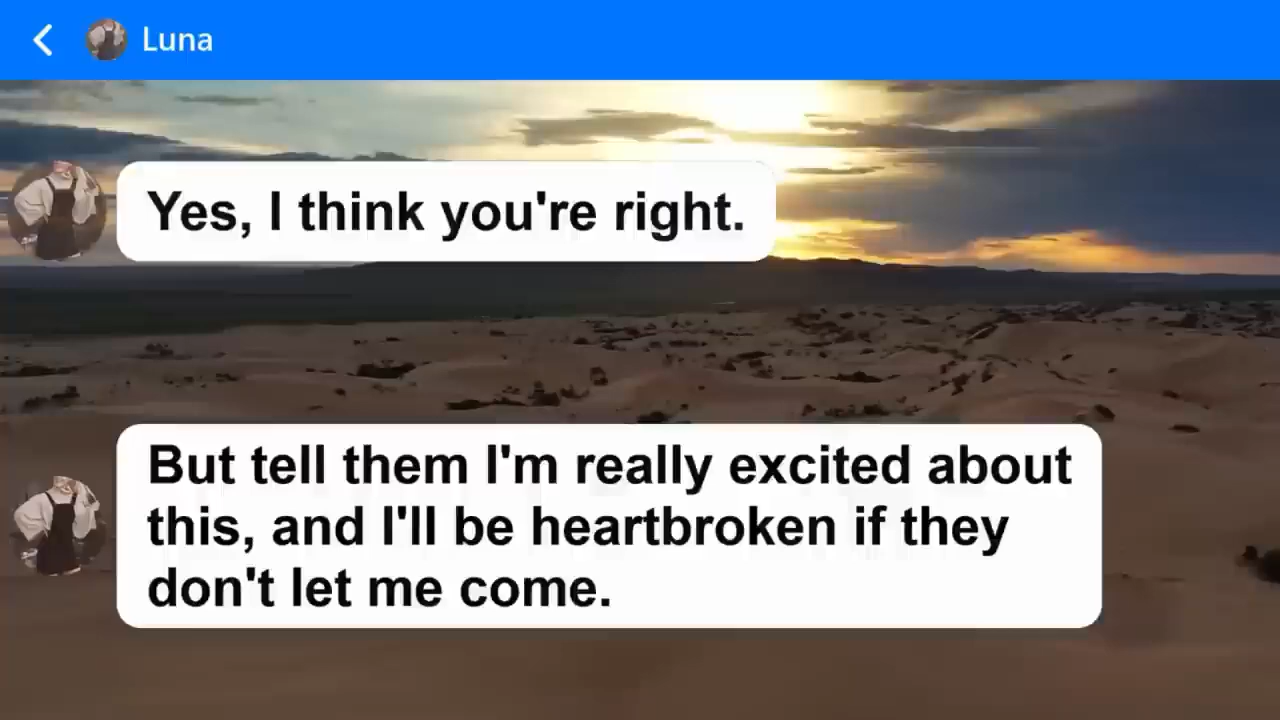 Luna
Yes, I think you're right.
But tell them I'm really excited about
this, and I'll be heartbroken if they
don't let me come.